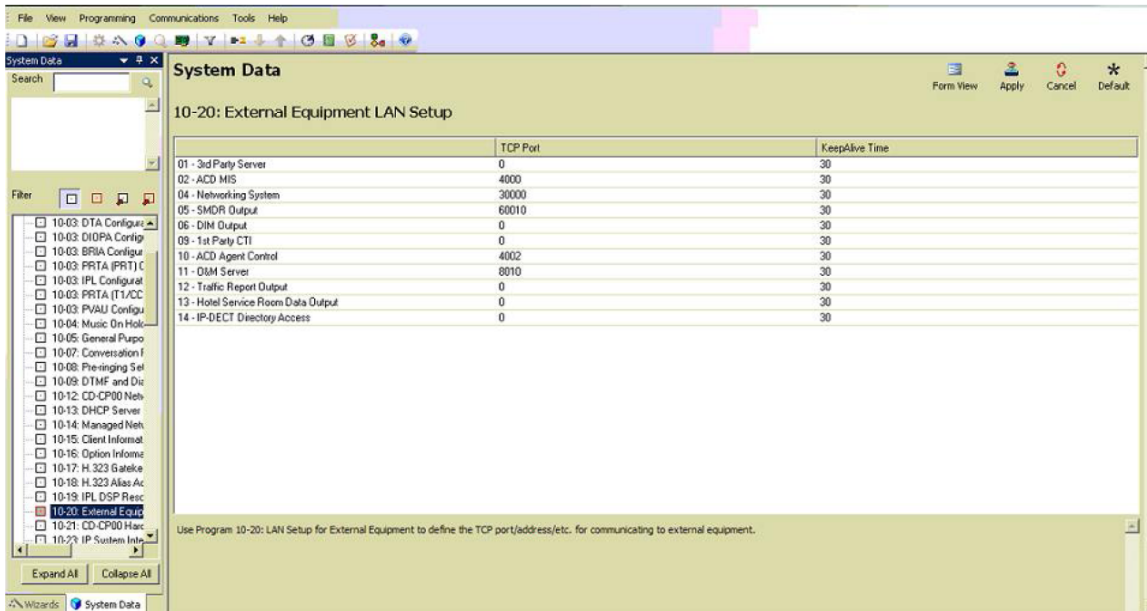 File View Programming Communications Tools Help
System Data
Search
Filter
10-03: DTA Configura
10-03: DIOPA Config
10-03: BRIA Configur
10-03: PRTA (PRT) C
10-03: IPL Configurat
10-03: PRTA (T1/CC
10-03: PVAU Configu
10-04: Music On Hold
10-05: General Purpo
10-07: Conversation R
10-08: Pre-ringing Set
10-09: DTMF and Dia
10-12: CD-CP00 Netw
10-13: DHCP Server
10-14: Managed Netw
10-15: Client Informat
10-16: Option Informa
10-17: H.323 Gateke
10-18: H.323 Alias Ad
10-19: IPL DSP Reso
10-20: External Equip
10-21: CD-CP00 Hard
10-23: IP System Inte
Expand All Collapse All
Wizards System Data
System Data
Form View Apply Cancel Default
10-20: External Equipment LAN Setup
TCP Port KeepAlive Time
01 - 3rd Party Server 0 30
02 - ACD MIS 4000 30
04 - Networking System 30000 30
05 - SMDR Output 60010 30
06 - DIM Output 0 30
09 - 1st Party CTI 0 30
10 - ACD Agent Control 4002 30
11 - O&M Server 8010 30
12 - Traffic Report Output 0 30
13 - Hotel Service Room Data Output 0 30
14 - IP-DECT Directory Access 0 30
Use Program 10-20: LAN Setup for External Equipment to define the TCP port/address/etc. for communicating to external equipment.